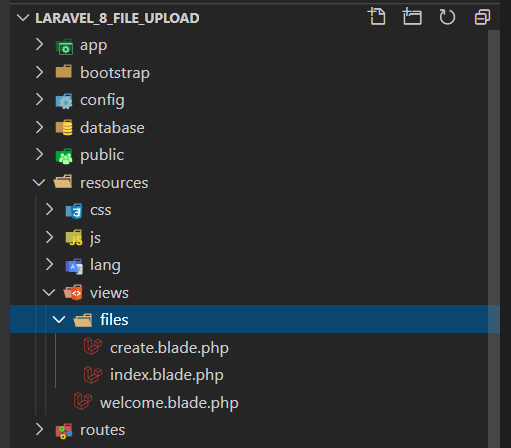 LARAVEL_8_FILE_UPLOAD
app
bootstrap
config
database
public
resources
css
js
lang
views
files
create.blade.php
index.blade.php
welcome.blade.php
routes